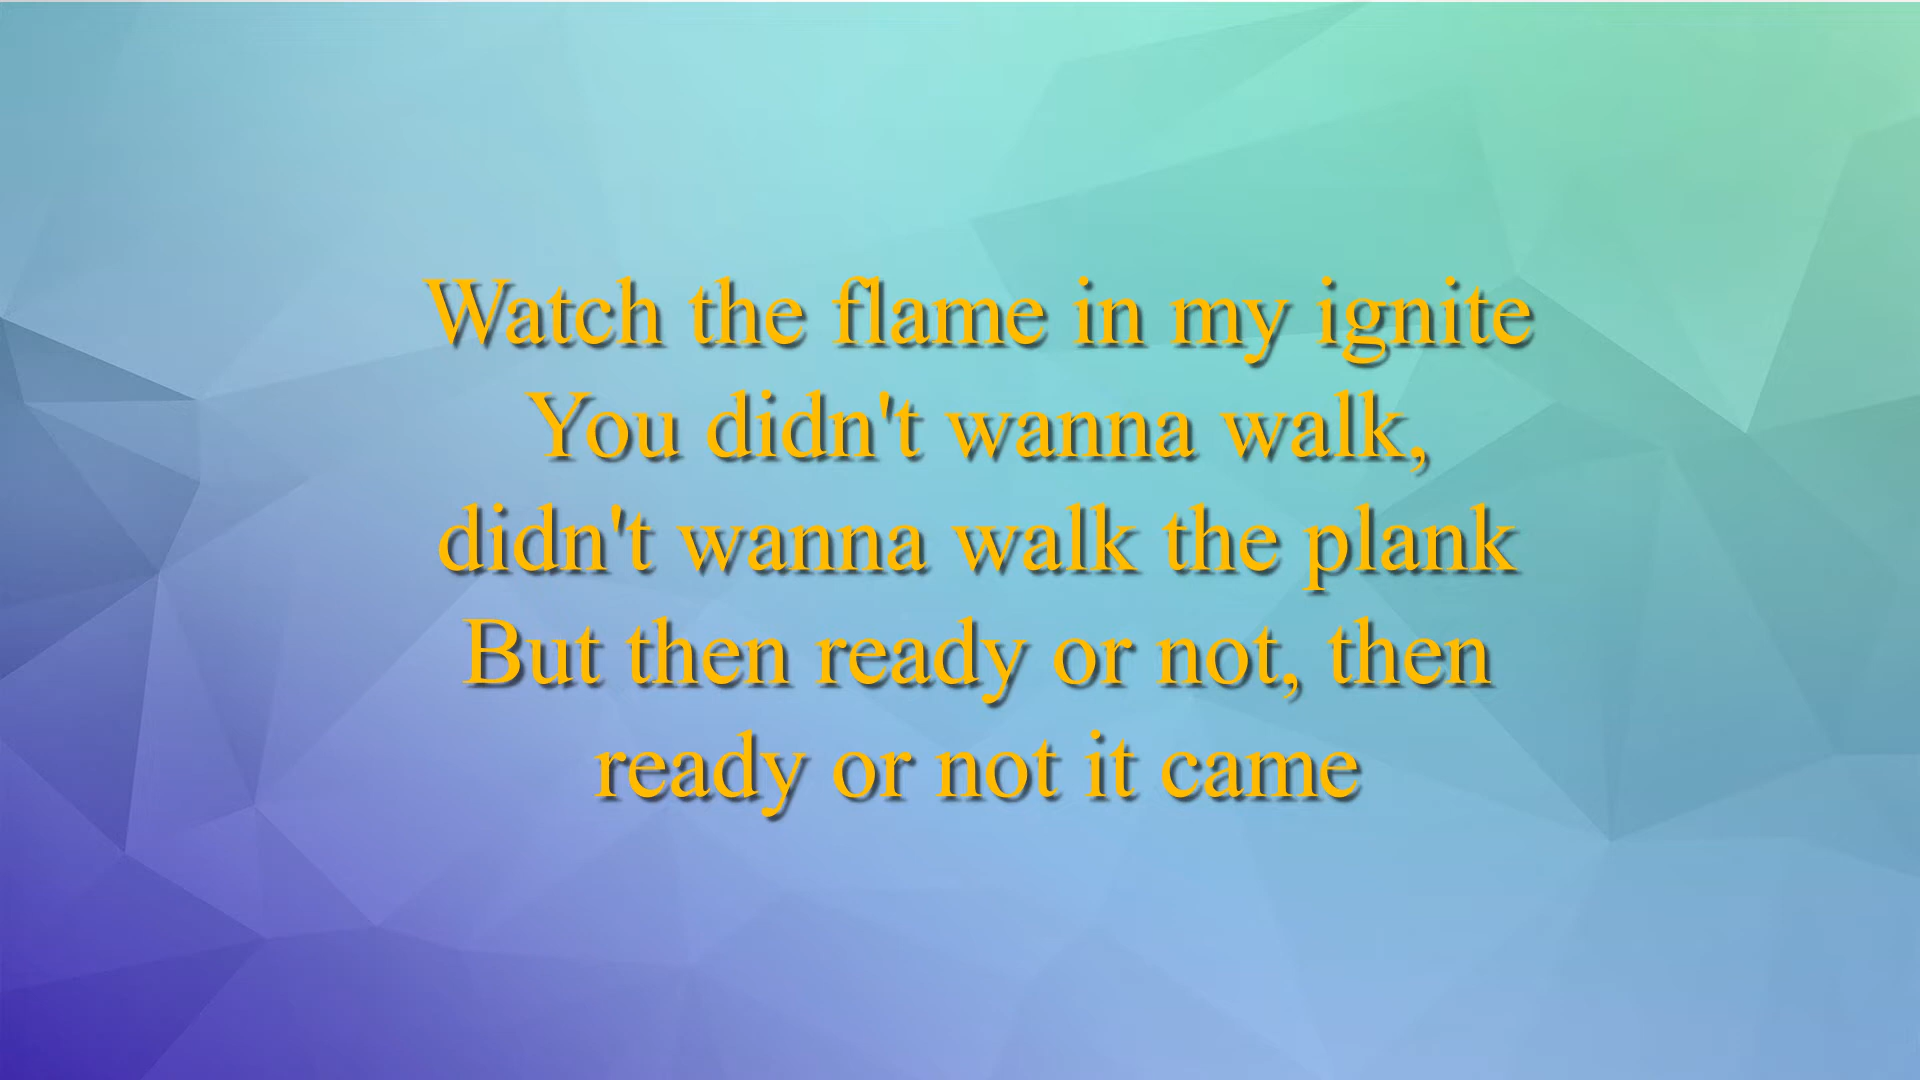 Watch the flame in my ignite
You didn't wanna walk,
didn't wanna walk the plank
But then ready or not, then
ready or not it came